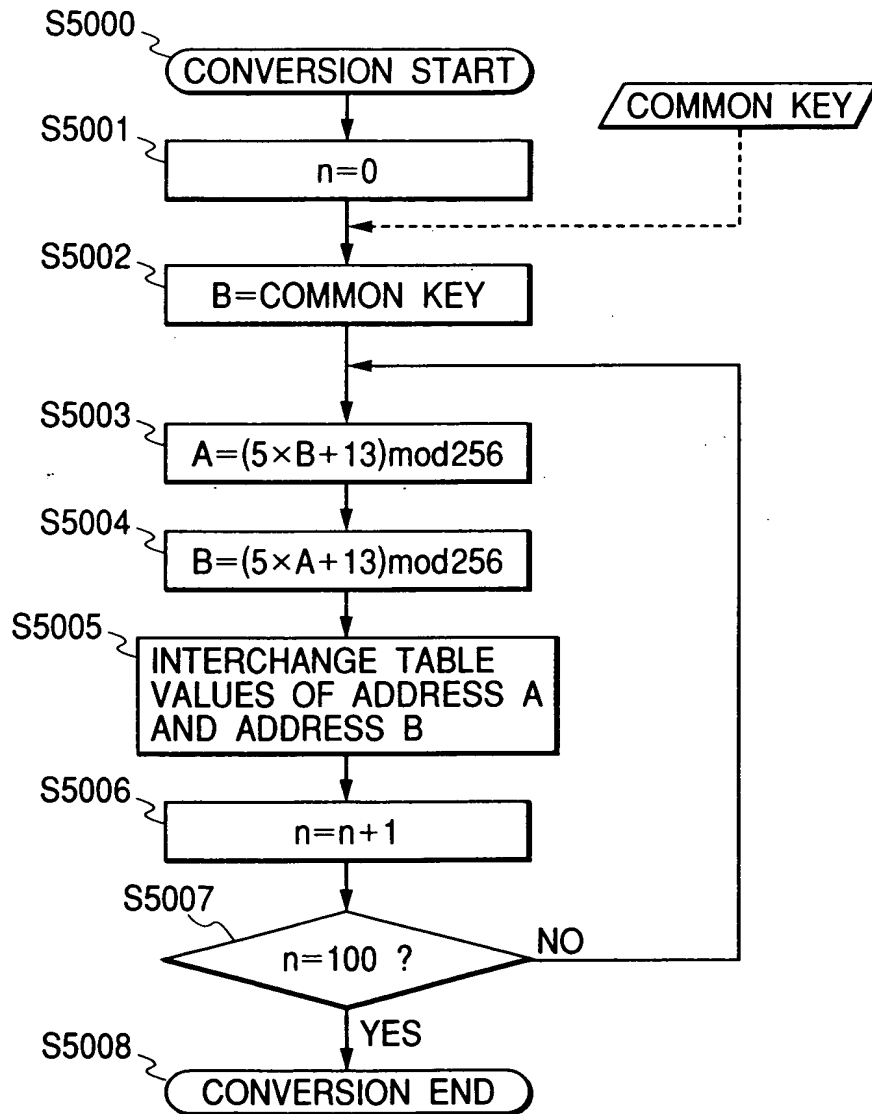 S5000
CONVERSION START
COMMON KEY
S5001
n=0
S5002
B=COMMON KEY
S5003
A=(5×B+13)mod256
S5004
B=(5×A+13)mod256
S5005
INTERCHANGE TABLE
VALUES OF ADDRESS A
AND ADDRESS B
S5006
n=n+1
S5007
n=100 ?
NO
YES
S5008
CONVERSION END